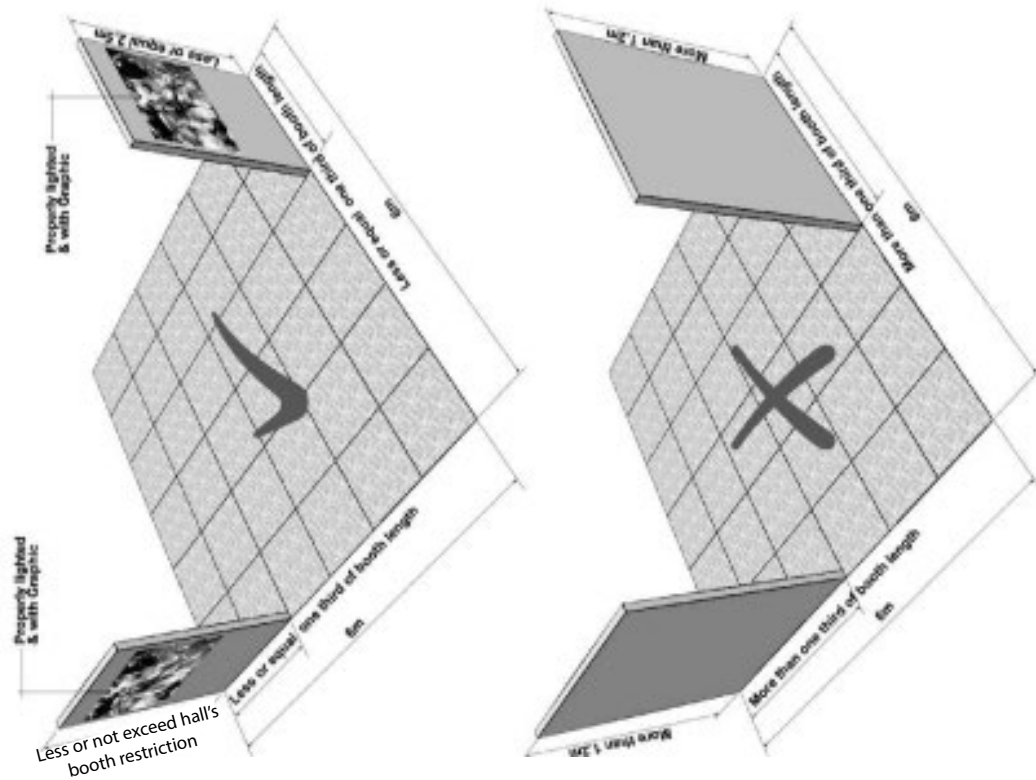 Less or equal 2.5m
Less or equal one third of booth length
6m
Properly lighted
& with Graphic
Properly lighted
& with Graphic
Less or equal one third of booth length
6m
Less or not exceed hall's
booth restriction
More than 1.2m
More than one third of booth length
6m
More than one third of booth length
6m
More than 1.2m